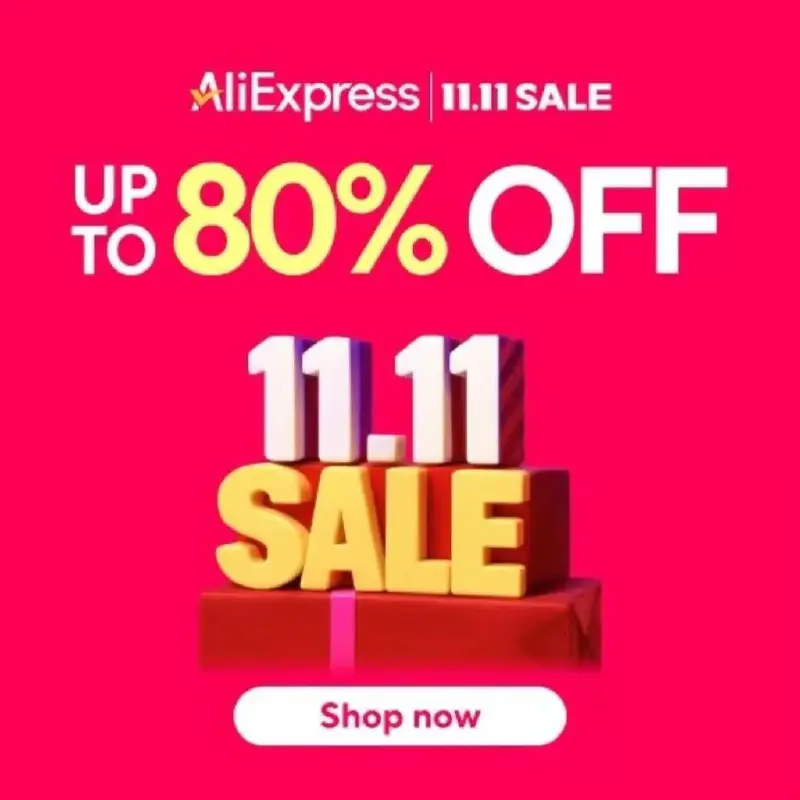 AliExpress | 11.11 SALE
UP TO 80% OFF
11.11
SALE
Shop now